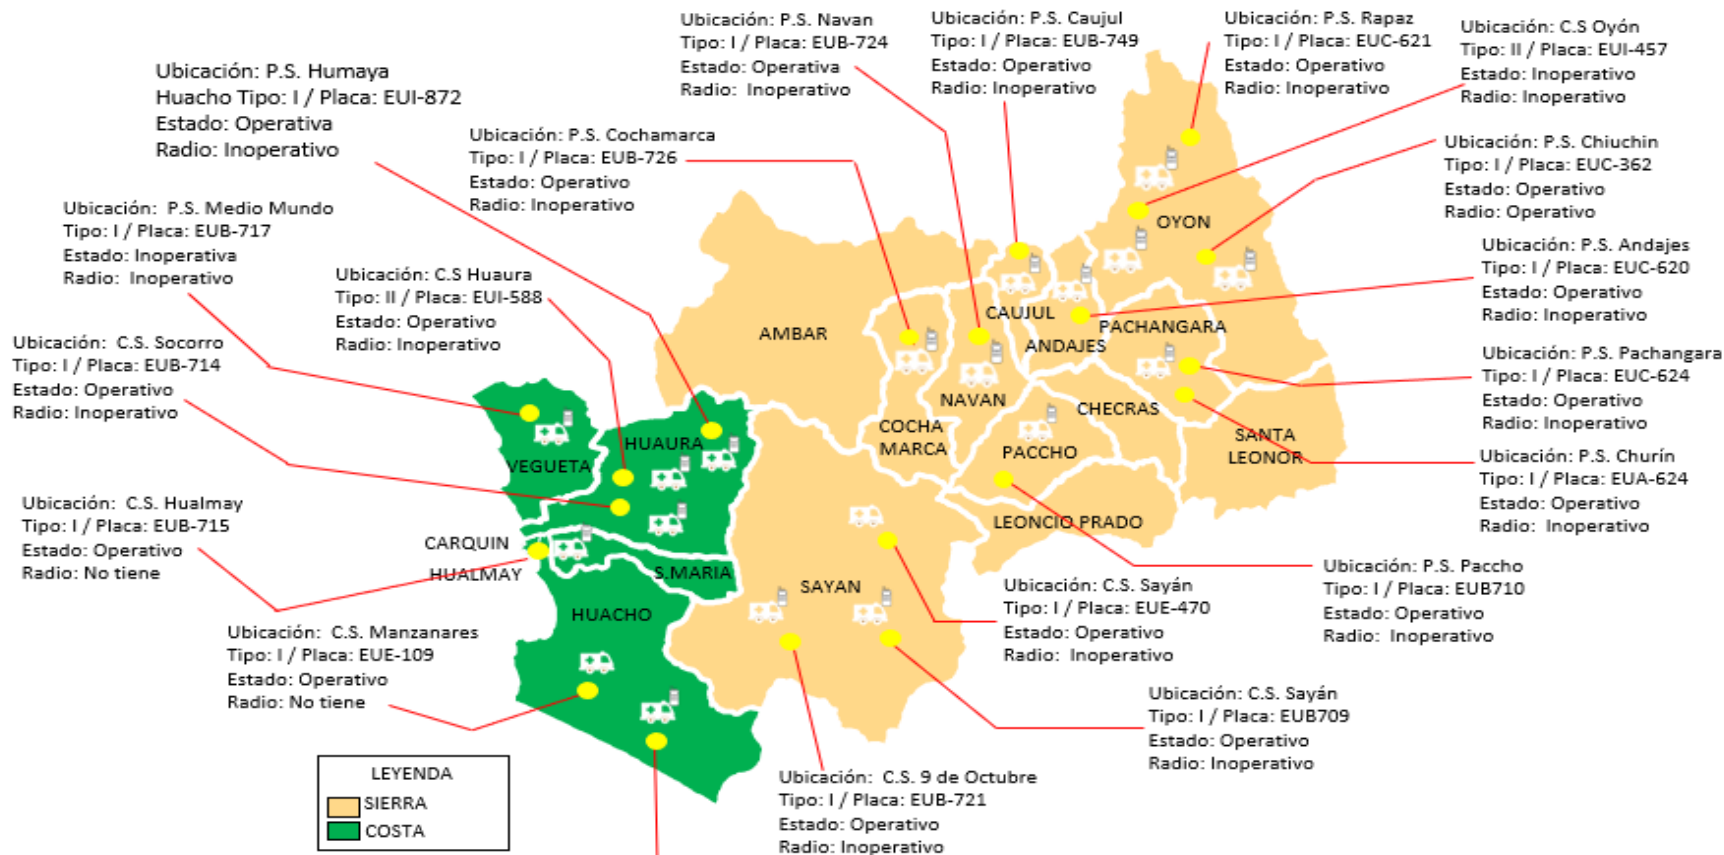 Ubicación: P.S. Navan
Tipo: I / Placa: EUB-724
Estado: Operativa
Radio: Inoperativo
Ubicación: P.S. Caujul
Tipo: I / Placa: EUB-749
Estado: Operativo
Radio: Inoperativo
Ubicación: P.S. Rapaz
Tipo: I / Placa: EUC-621
Estado: Operativo
Radio: Inoperativo
Ubicación: C.S Oyón
Tipo: II / Placa: EUI-457
Estado: Inoperativo
Radio: Inoperativo
Ubicación: P.S. Humaya
Huacho Tipo: I / Placa: EUI-872
Estado: Operativa
Radio: Inoperativo
Ubicación: P.S. Cochamarca
Tipo: I / Placa: EUB-726
Estado: Operativo
Radio: Inoperativo
Ubicación: P.S. Chiuchin
Tipo: I / Placa: EUC-362
Estado: Operativo
Radio: Operativo
Ubicación: P.S. Medio Mundo
Tipo: I / Placa: EUB-717
Estado: Inoperativa
Radio: Inoperativo
Ubicación: C.S Huaura
Tipo: II / Placa: EUI-588
Estado: Operativo
Radio: Inoperativo
Ubicación: P.S. Andajes
Tipo: I / Placa: EUC-620
Estado: Operativo
Radio: Inoperativo
Ubicación: C.S. Socorro
Tipo: I / Placa: EUB-714
Estado: Operativo
Radio: Inoperativo
Ubicación: P.S. Pachangara
Tipo: I / Placa: EUC-624
Estado: Operativo
Radio: Inoperativo
Ubicación: P.S. Churín
Tipo: I / Placa: EUA-624
Estado: Operativo
Radio: Inoperativo
Ubicación: C.S. Hualmay
Tipo: I / Placa: EUB-715
Estado: Operativo
Radio: No tiene
Ubicación: P.S. Paccho
Tipo: I / Placa: EUB710
Estado: Operativo
Radio: Inoperativo
Ubicación: C.S. Sayán
Tipo: I / Placa: EUE-470
Estado: Operativo
Radio: Inoperativo
Ubicación: C.S. Manzanares
Tipo: I / Placa: EUE-109
Estado: Operativo
Radio: No tiene
Ubicación: C.S. Sayán
Tipo: I / Placa: EUB709
Estado: Operativo
Radio: Inoperativo
Ubicación: C.S. 9 de Octubre
Tipo: I / Placa: EUB-721
Estado: Operativo
Radio: Inoperativo
OYON
AMBAR
CAUJUL
PACHANGARA
ANDAJES
NAVAN
CHECRAS
COCHA
MARCA
PACCHO
SANTA
LEONOR
HUAURA
VEGUETA
LEONCIO PRADO
CARQUIN
HUALMAY
S.MARIA
SAYAN
HUACHO
LEYENDA
SIERRA
COSTA